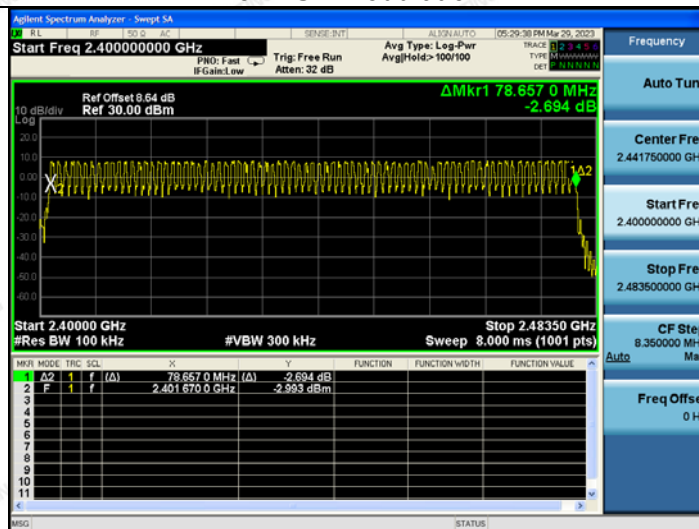 Agilent Spectrum Analyzer - Swept SA
RL RF 50 Ω AC SENSE:INT ALIGN AUTO 05:29:38 PM Mar 29, 2023
Start Freq 2.400000000 GHz
PNO: Fast
IFGain:Low
Trig: Free Run
Atten: 32 dB
Avg Type: Log-Pwr
Avg|Hold:> 100/100
TRACE 1 2 3 4 5 6
TYPE M
DET P N N N N N
ΔMkr1 78.657 0 MHz
-2.694 dB
Ref Offset 8.64 dB
10 dB/div Ref 30.00 dBm
Log
20.0
10.0
0.00
-10.0
-20.0
-30.0
-40.0
-50.0
-60.0
X2
1Δ2
Start 2.40000 GHz Stop 2.48350 GHz
#Res BW 100 kHz #VBW 300 kHz Sweep 8.000 ms (1001 pts)
MKR MODE TRC SCL X Y FUNCTION FUNCTION WIDTH FUNCTION VALUE
1 Δ2 1 f (Δ) 78.657 0 MHz (Δ) -2.694 dB
2 F 1 f 2.401 670 0 GHz -2.993 dBm
3
4
5
6
7
8
9
10
11
MSG STATUS
Frequency
Auto Tun
Center Fre
2.441750000 GH
Start Fre
2.400000000 GH
Stop Fre
2.483500000 GH
CF Ste
8.350000 MH
Auto Ma
Freq Offse
0 H